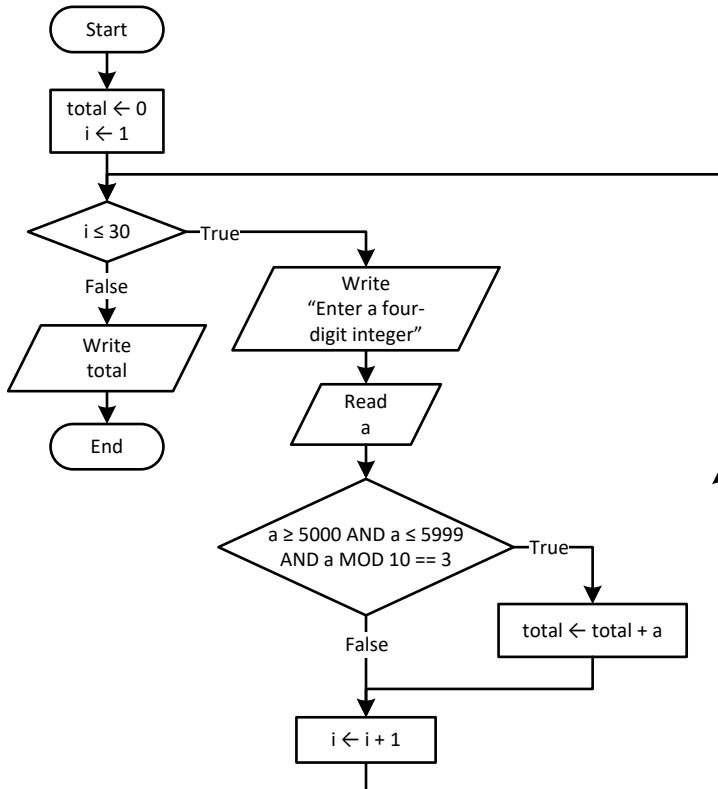 Start
total ← 0
i ← 1
i ≤ 30
True
False
Write
“Enter a four-
digit integer”
Write
total
Read
a
End
a ≥ 5000 AND a ≤ 5999
AND a MOD 10 == 3
True
total ← total + a
False
i ← i + 1